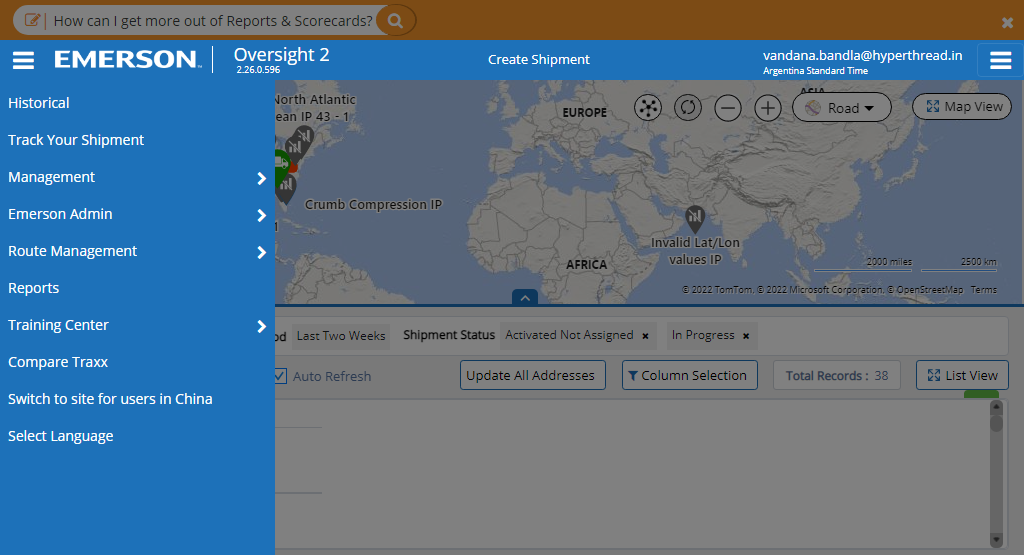 How can I get more out of Reports & Scorecards?
EMERSON
Oversight 2
2.26.0.596
Create Shipment
vandana.bandla@hyperthread.in
Argentina Standard Time
Historical
Track Your Shipment
Management
Emerson Admin
Route Management
Reports
Training Center
Compare Traxx
Switch to site for users in China
Select Language
North Atlantic
ean IP 43 - 1
EUROPE
ASIA
Road
Map View
Crumb Compression IP
Invalid Lat/Lon
values IP
AFRICA
2000 miles
2500 km
© 2022 TomTom, © 2022 Microsoft Corporation, © OpenStreetMap Terms
od Last Two Weeks Shipment Status Activated Not Assigned × In Progress ×
Auto Refresh
Update All Addresses
Column Selection
Total Records : 38
List View